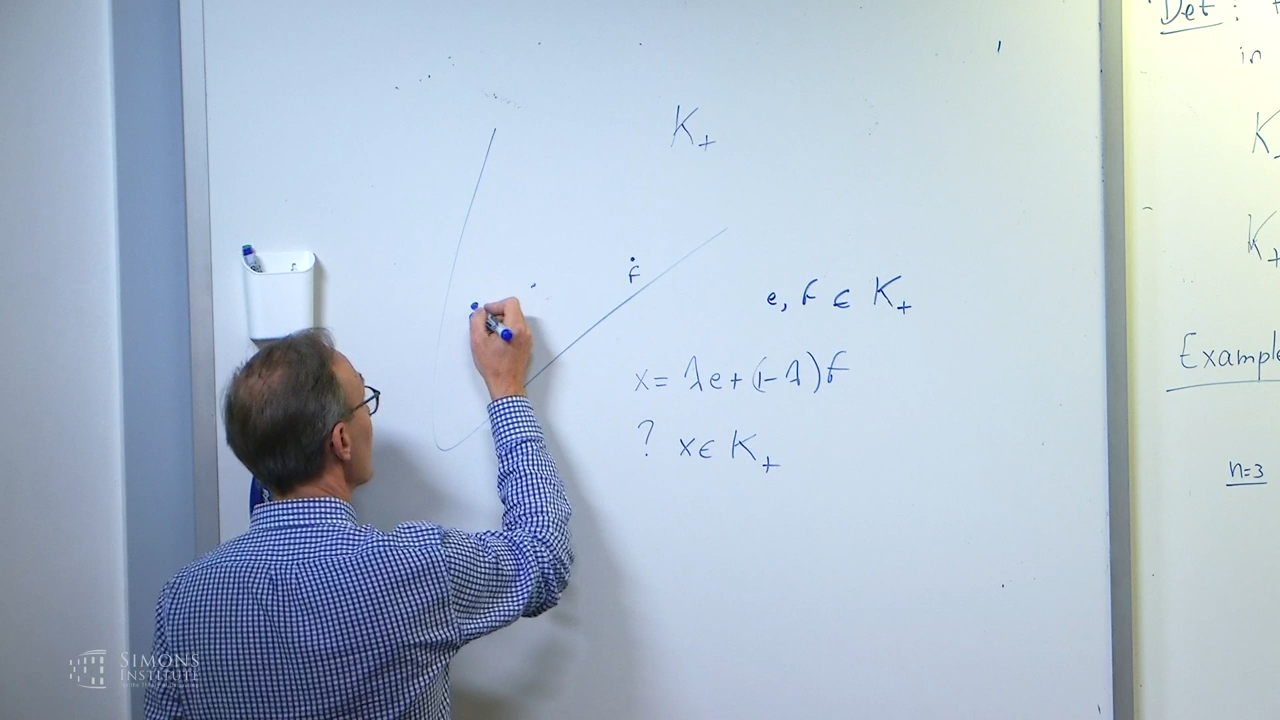 K₊
f
e, f ∈ K₊
x = λe + (1-λ)f
? x ∈ K₊
Def :
in
K
K₊
Example
n=3
SIMONS
INSTITUTE